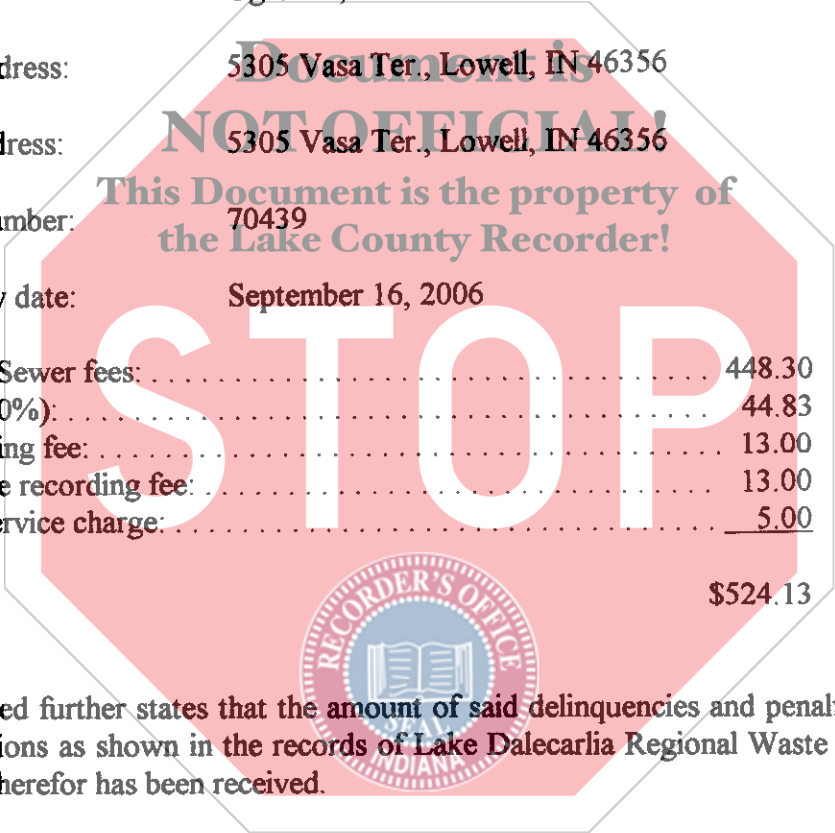 dress: 5305 Vasa Ter., Lowell, IN 46356
Document is
NOT OFFICIAL!
dress: 5305 Vasa Ter., Lowell, IN 46356
This Document is the property of
the Lake County Recorder!
umber: 70439
y date: September 16, 2006
STOP
Sewer fees: 448.30
0%): 44.83
ing fee: 13.00
e recording fee: 13.00
ervice charge: 5.00
$524.13
RECORDER'S OFFICE
SEAL
INDIANA
ed further states that the amount of said delinquencies and penal
ions as shown in the records of Lake Dalecarlia Regional Waste
herefor has been received.